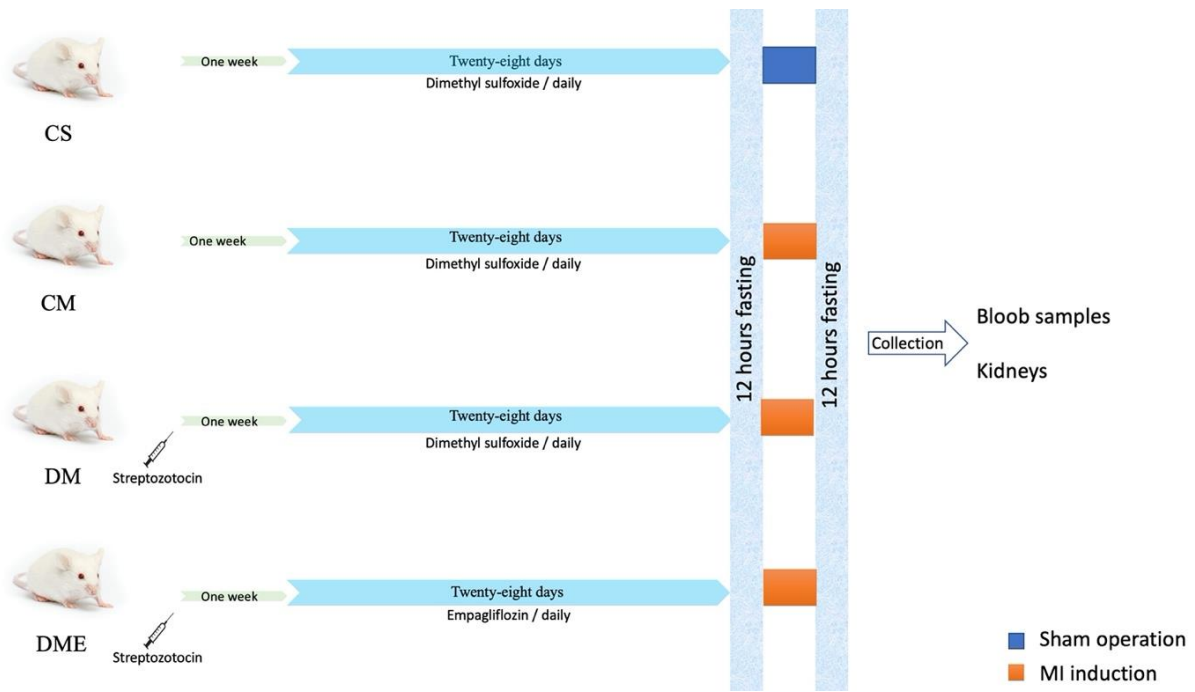 One week
Twenty-eight days
Dimethyl sulfoxide / daily
CS
One week
Twenty-eight days
Dimethyl sulfoxide / daily
CM
One week
Twenty-eight days
Dimethyl sulfoxide / daily
Streptozotocin
DM
One week
Twenty-eight days
Empagliflozin / daily
Streptozotocin
DME
12 hours fasting
12 hours fasting
Collection
Bloob samples
Kidneys
Sham operation
MI induction